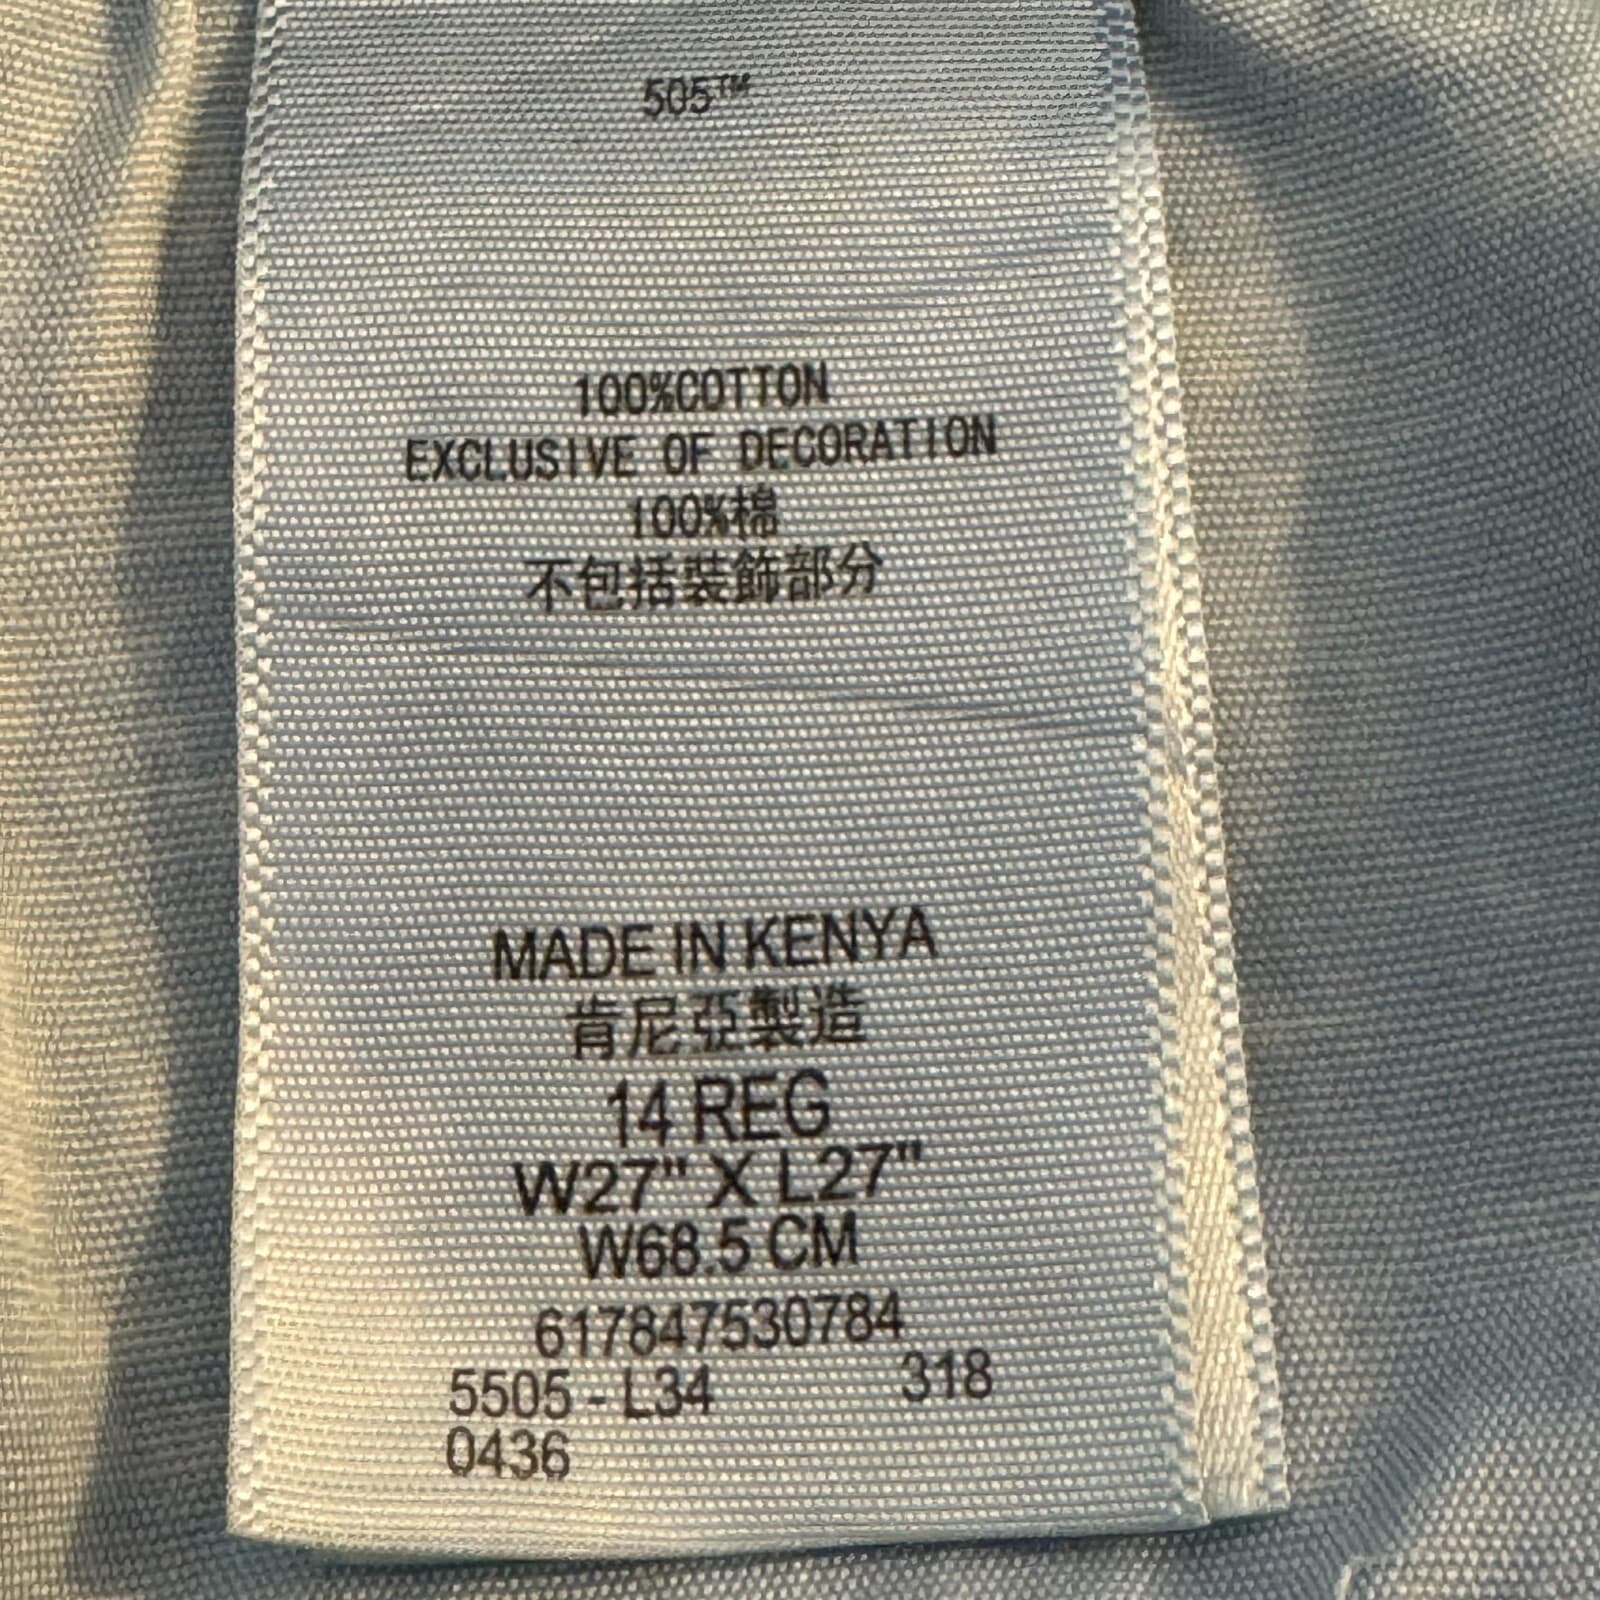 505™
100%COTTON
EXCLUSIVE OF DECORATION
100%棉
不包括裝飾部分
MADE IN KENYA
肯尼亞製造
14 REG
W27" X L27"
W68.5 CM
617847530784
5505 - L34 318
0436